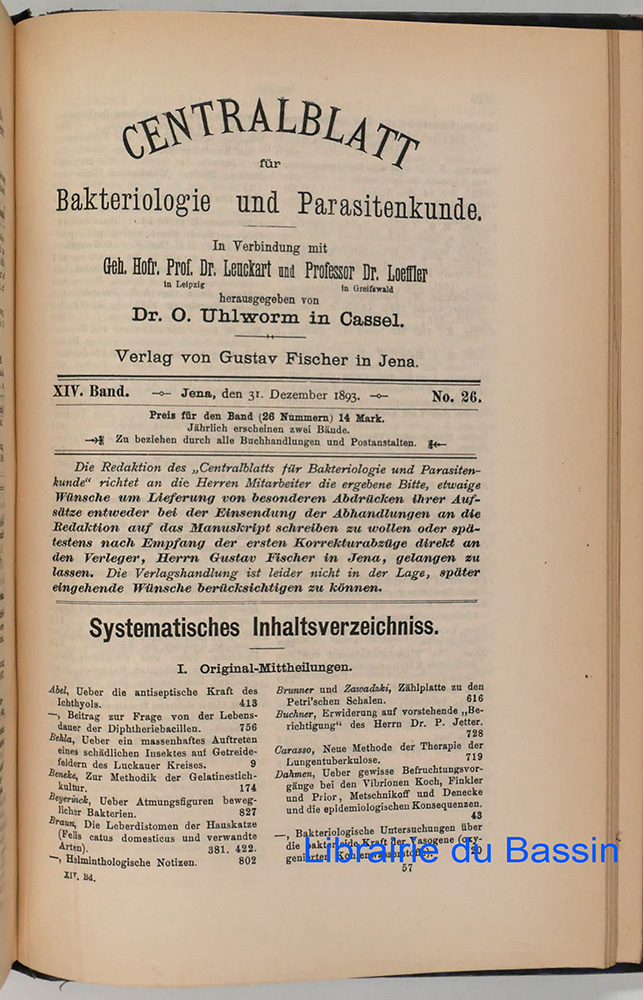 CENTRALBLATT
für
Bakteriologie und Parasitenkunde.
In Verbindung mit
Geh. Hofr. Prof. Dr. Leuckart und Professor Dr. Loeffler
in Leipzig in Greifswald
herausgegeben von
Dr. O. Uhlworm in Cassel.
Verlag von Gustav Fischer in Jena.
XIV. Band. Jena, den 31. Dezember 1893. No. 26.
Preis für den Band (26 Nummern) 14 Mark.
Jährlich erscheinen zwei Bände.
Zu beziehen durch alle Buchhandlungen und Postanstalten.
Die Redaktion des „Centralblatts für Bakteriologie und Parasiten-
kunde“ richtet an die Herren Mitarbeiter die ergebene Bitte, etwaige
Wünsche um Lieferung von besonderen Abdrücken ihrer Auf-
sätze entweder bei der Einsendung der Abhandlungen an die
Redaktion auf das Manuskript schreiben zu wollen oder spä-
testens nach Empfang der ersten Korrekturabzüge direkt an
den Verleger, Herrn Gustav Fischer in Jena, gelangen zu
lassen. Die Verlagshandlung ist leider nicht in der Lage, später
eingehende Wünsche berücksichtigen zu können.
Systematisches Inhaltsverzeichniss.
I. Original-Mittheilungen.
Abel, Ueber die antiseptische Kraft des
Ichthyols. 413
—, Beitrag zur Frage von der Lebens-
dauer der Diphtheriebacillen. 756
Behla, Ueber ein massenhaftes Auftreten
eines schädlichen Insektes auf Getreide-
feldern des Luckauer Kreises. 9
Beneke, Zur Methodik der Gelatinestich-
kultur. 174
Beyerinck, Ueber Atmungsfiguren beweg-
licher Bakterien. 827
Braun, Die Leberdistomen der Hauskatze
(Felis catus domesticus und verwandte
Arten). 381. 422.
—, Helminthologische Notizen. 802
XIV. Bd.
Brunner und Zawadzki, Zählplatte zu den
Petri'schen Schalen. 616
Buchner, Erwiderung auf vorstehende „Be-
richtigung“ des Herrn Dr. P. Jetter.
728
Carasso, Neue Methode der Therapie der
Lungentuberkulose. 719
Dahmen, Ueber gewisse Befruchtungsvor-
gänge bei den Vibrionen Koch, Finkler
und Prior, Metschnikoff und Denecke
und die epidemiologischen Konsequenzen.
43
—, Bakteriologische Untersuchungen über
die baktericide Kraft der Vasogene (oxy-
genirten Kohlenwasserstoffe).
57
Librairie du Bassin